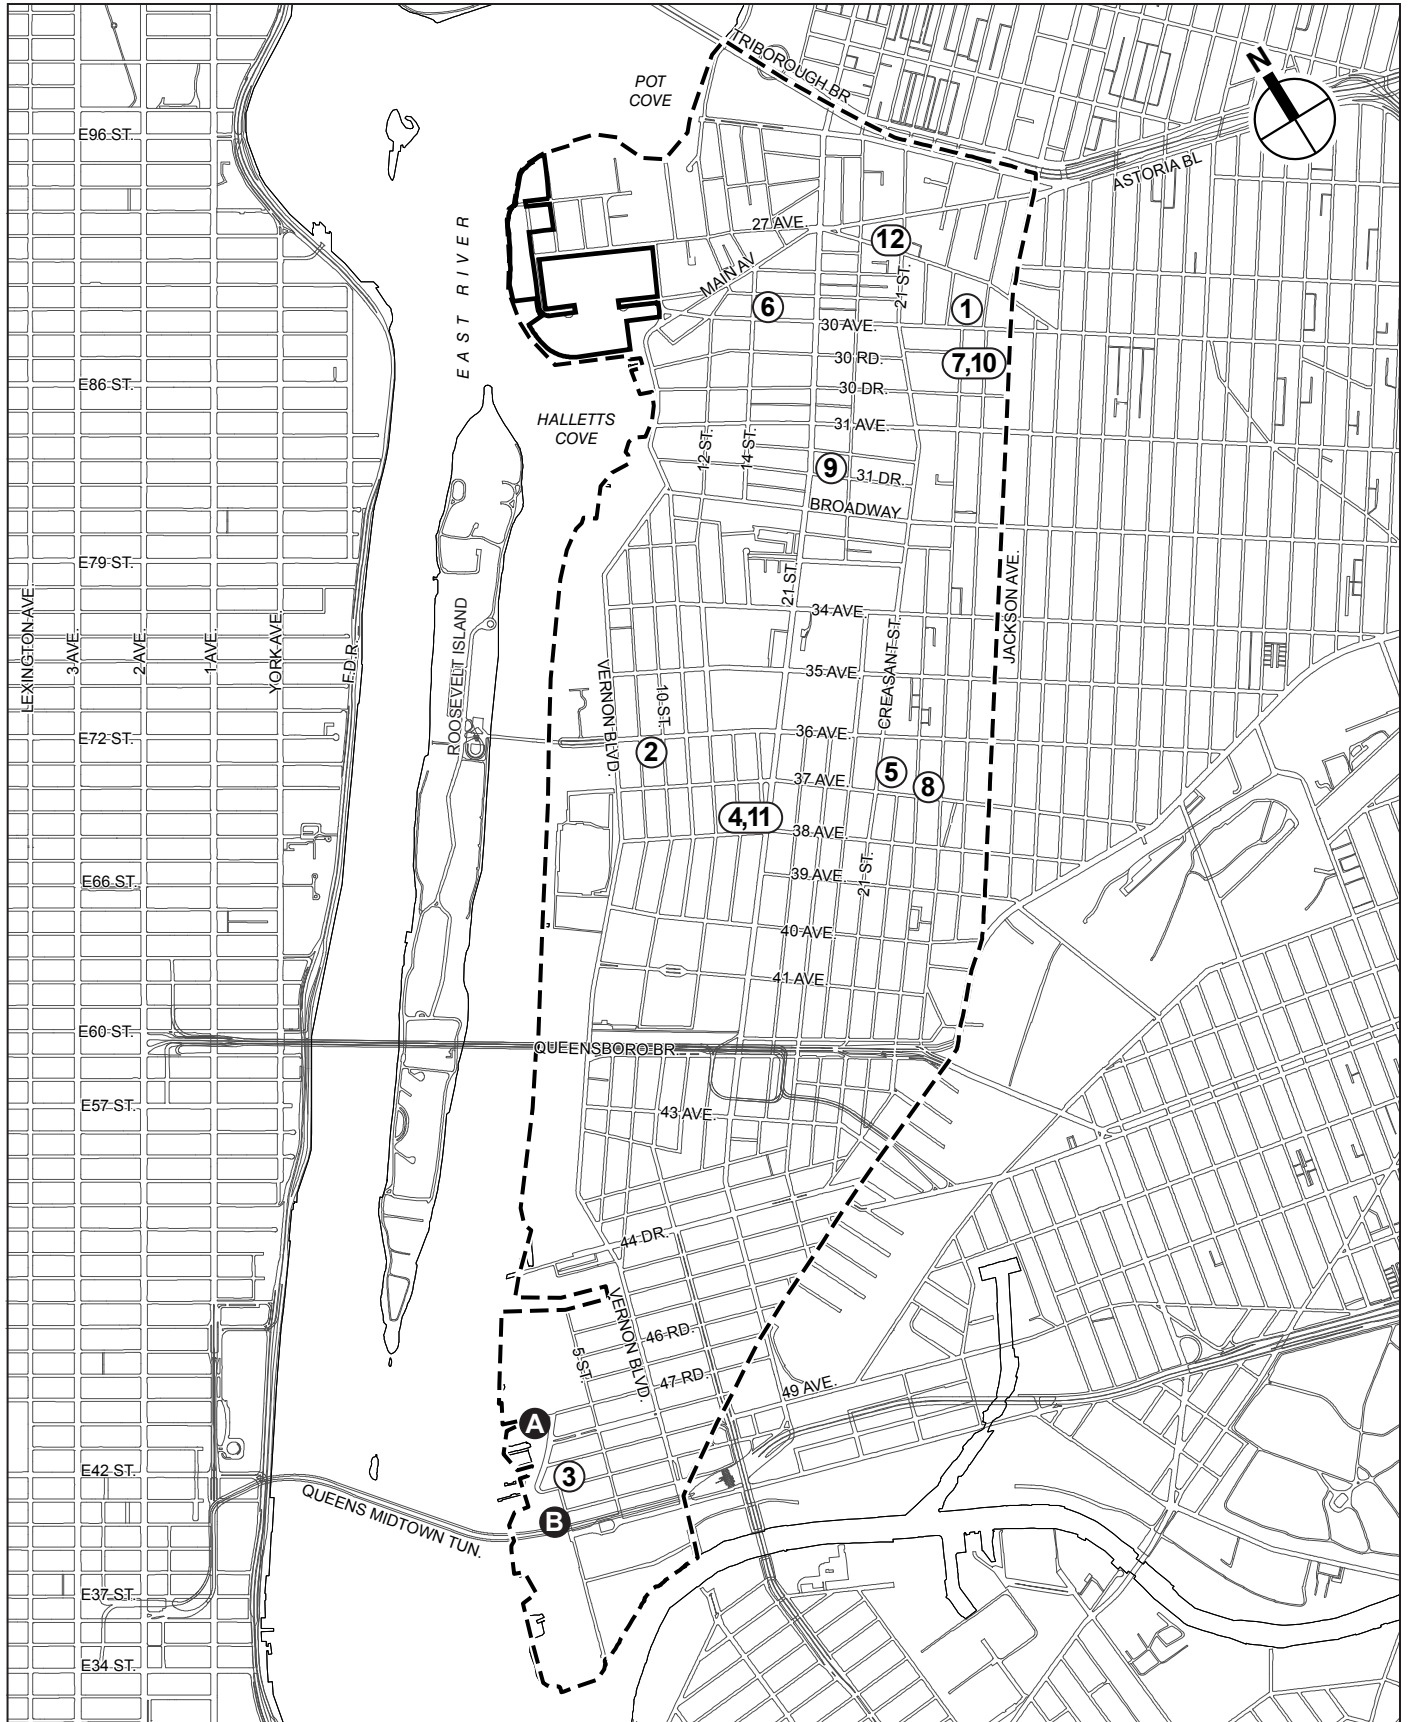 TRIBOROUGH BR
N
POT
COVE
E96 ST.
ASTORIA BL
EAST RIVER
27 AVE.
12
MAIN AV
21 ST.
6
1
30 AVE.
30 RD.
7,10
E86 ST.
30 DR.
HALLETTS
COVE
31 AVE.
12 ST.
14 ST.
9
31 DR.
BROADWAY
E79 ST.
21 ST.
JACKSON AVE.
LEXINGTON AVE.
3 AVE.
2 AVE.
1 AVE.
YORK AVE.
F.D.R.
ROOSEVELT ISLAND
34 AVE.
CREASANT ST.
35 AVE.
VERNON BLVD.
10 ST.
E72 ST.
36 AVE.
2
37 AVE.
5
8
4,11
38 AVE.
E66 ST.
39 AVE.
21 ST.
40 AVE.
41 AVE.
E60 ST.
QUEENSBORO BR.
E57 ST.
43 AVE.
44 DR.
VERNON BLVD.
46 RD.
5 ST.
47 RD.
49 AVE.
A
E42 ST.
3
QUEENS MIDTOWN TUN.
B
E37 ST.
E34 ST.